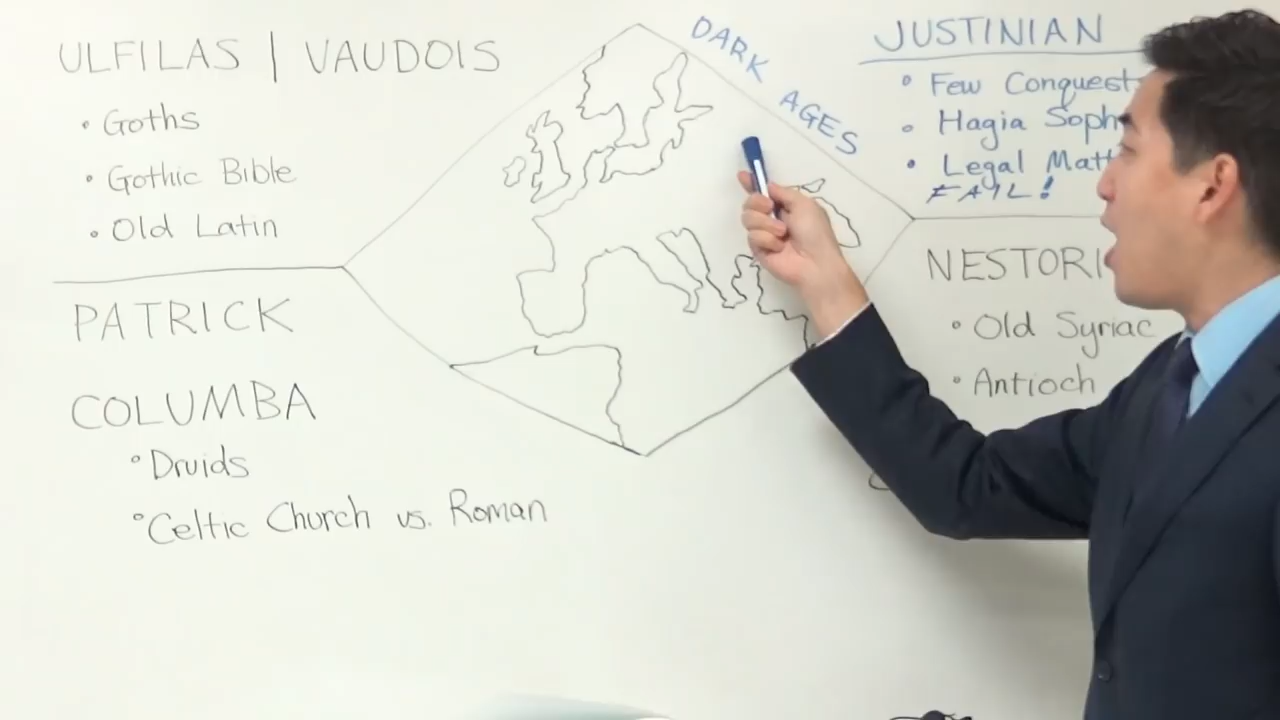 ULFILAS | VAUDOIS
• Goths
• Gothic Bible
• Old Latin
PATRICK
COLUMBA
• Druids
• Celtic Church vs. Roman
DARK AGES
JUSTINIAN
• Few Conquest
• Hagia Soph
• Legal Matt
FAIL!
NESTORI
• Old Syriac
• Antioch